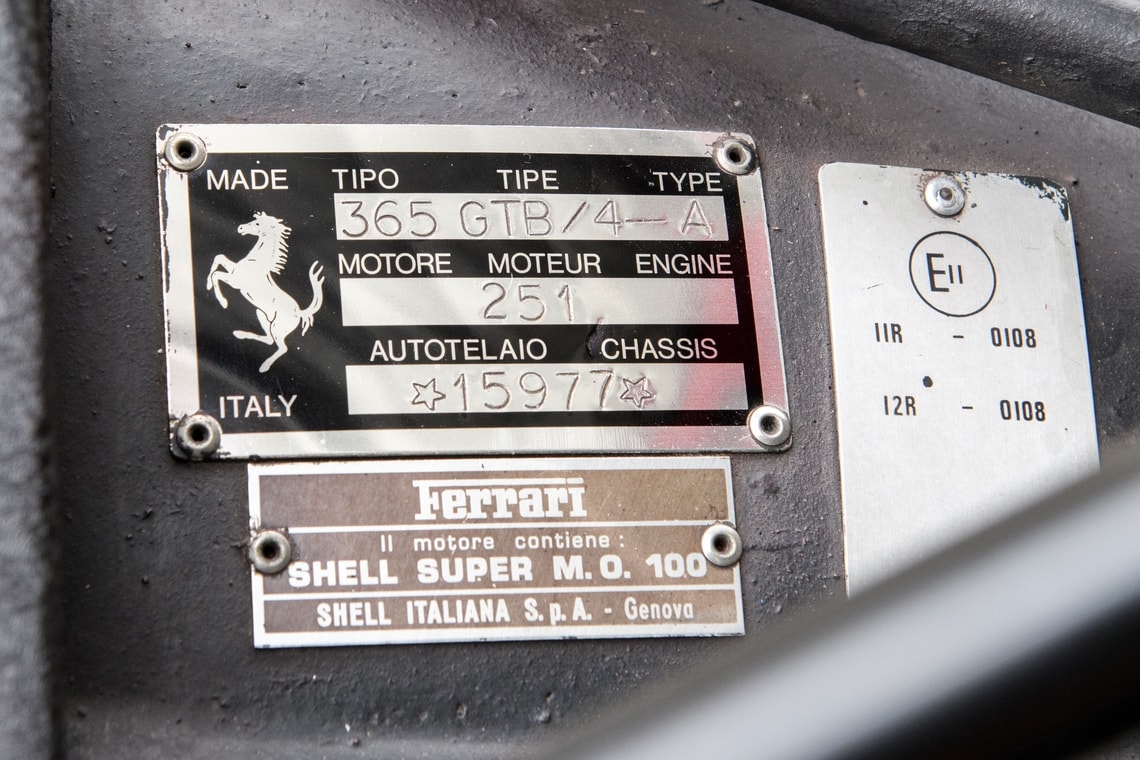 MADE TIPO TIPE TYPE
365 GTB/4-A
MOTORE MOTEUR ENGINE
251
AUTOTELAIO CHASSIS
☆15977☆
ITALY
Ferrari
Il motore contiene :
SHELL SUPER M. O. 100
SHELL ITALIANA S. p A. - Genova
E11
11R - 0108
12R - 0108